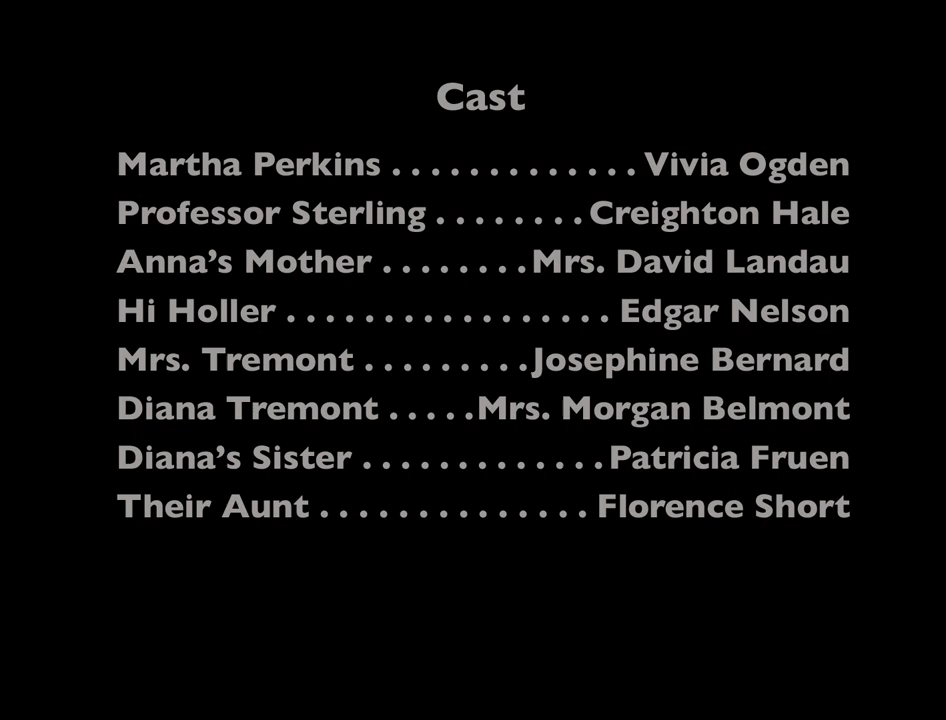 Cast
Martha Perkins . . . . . . . . . . . . . Vivia Ogden
Professor Sterling . . . . . . . . Creighton Hale
Anna’s Mother . . . . . . . . Mrs. David Landau
Hi Holler . . . . . . . . . . . . . . . . . Edgar Nelson
Mrs. Tremont . . . . . . . . . Josephine Bernard
Diana Tremont . . . . . Mrs. Morgan Belmont
Diana’s Sister . . . . . . . . . . . . . Patricia Fruen
Their Aunt . . . . . . . . . . . . . . Florence Short